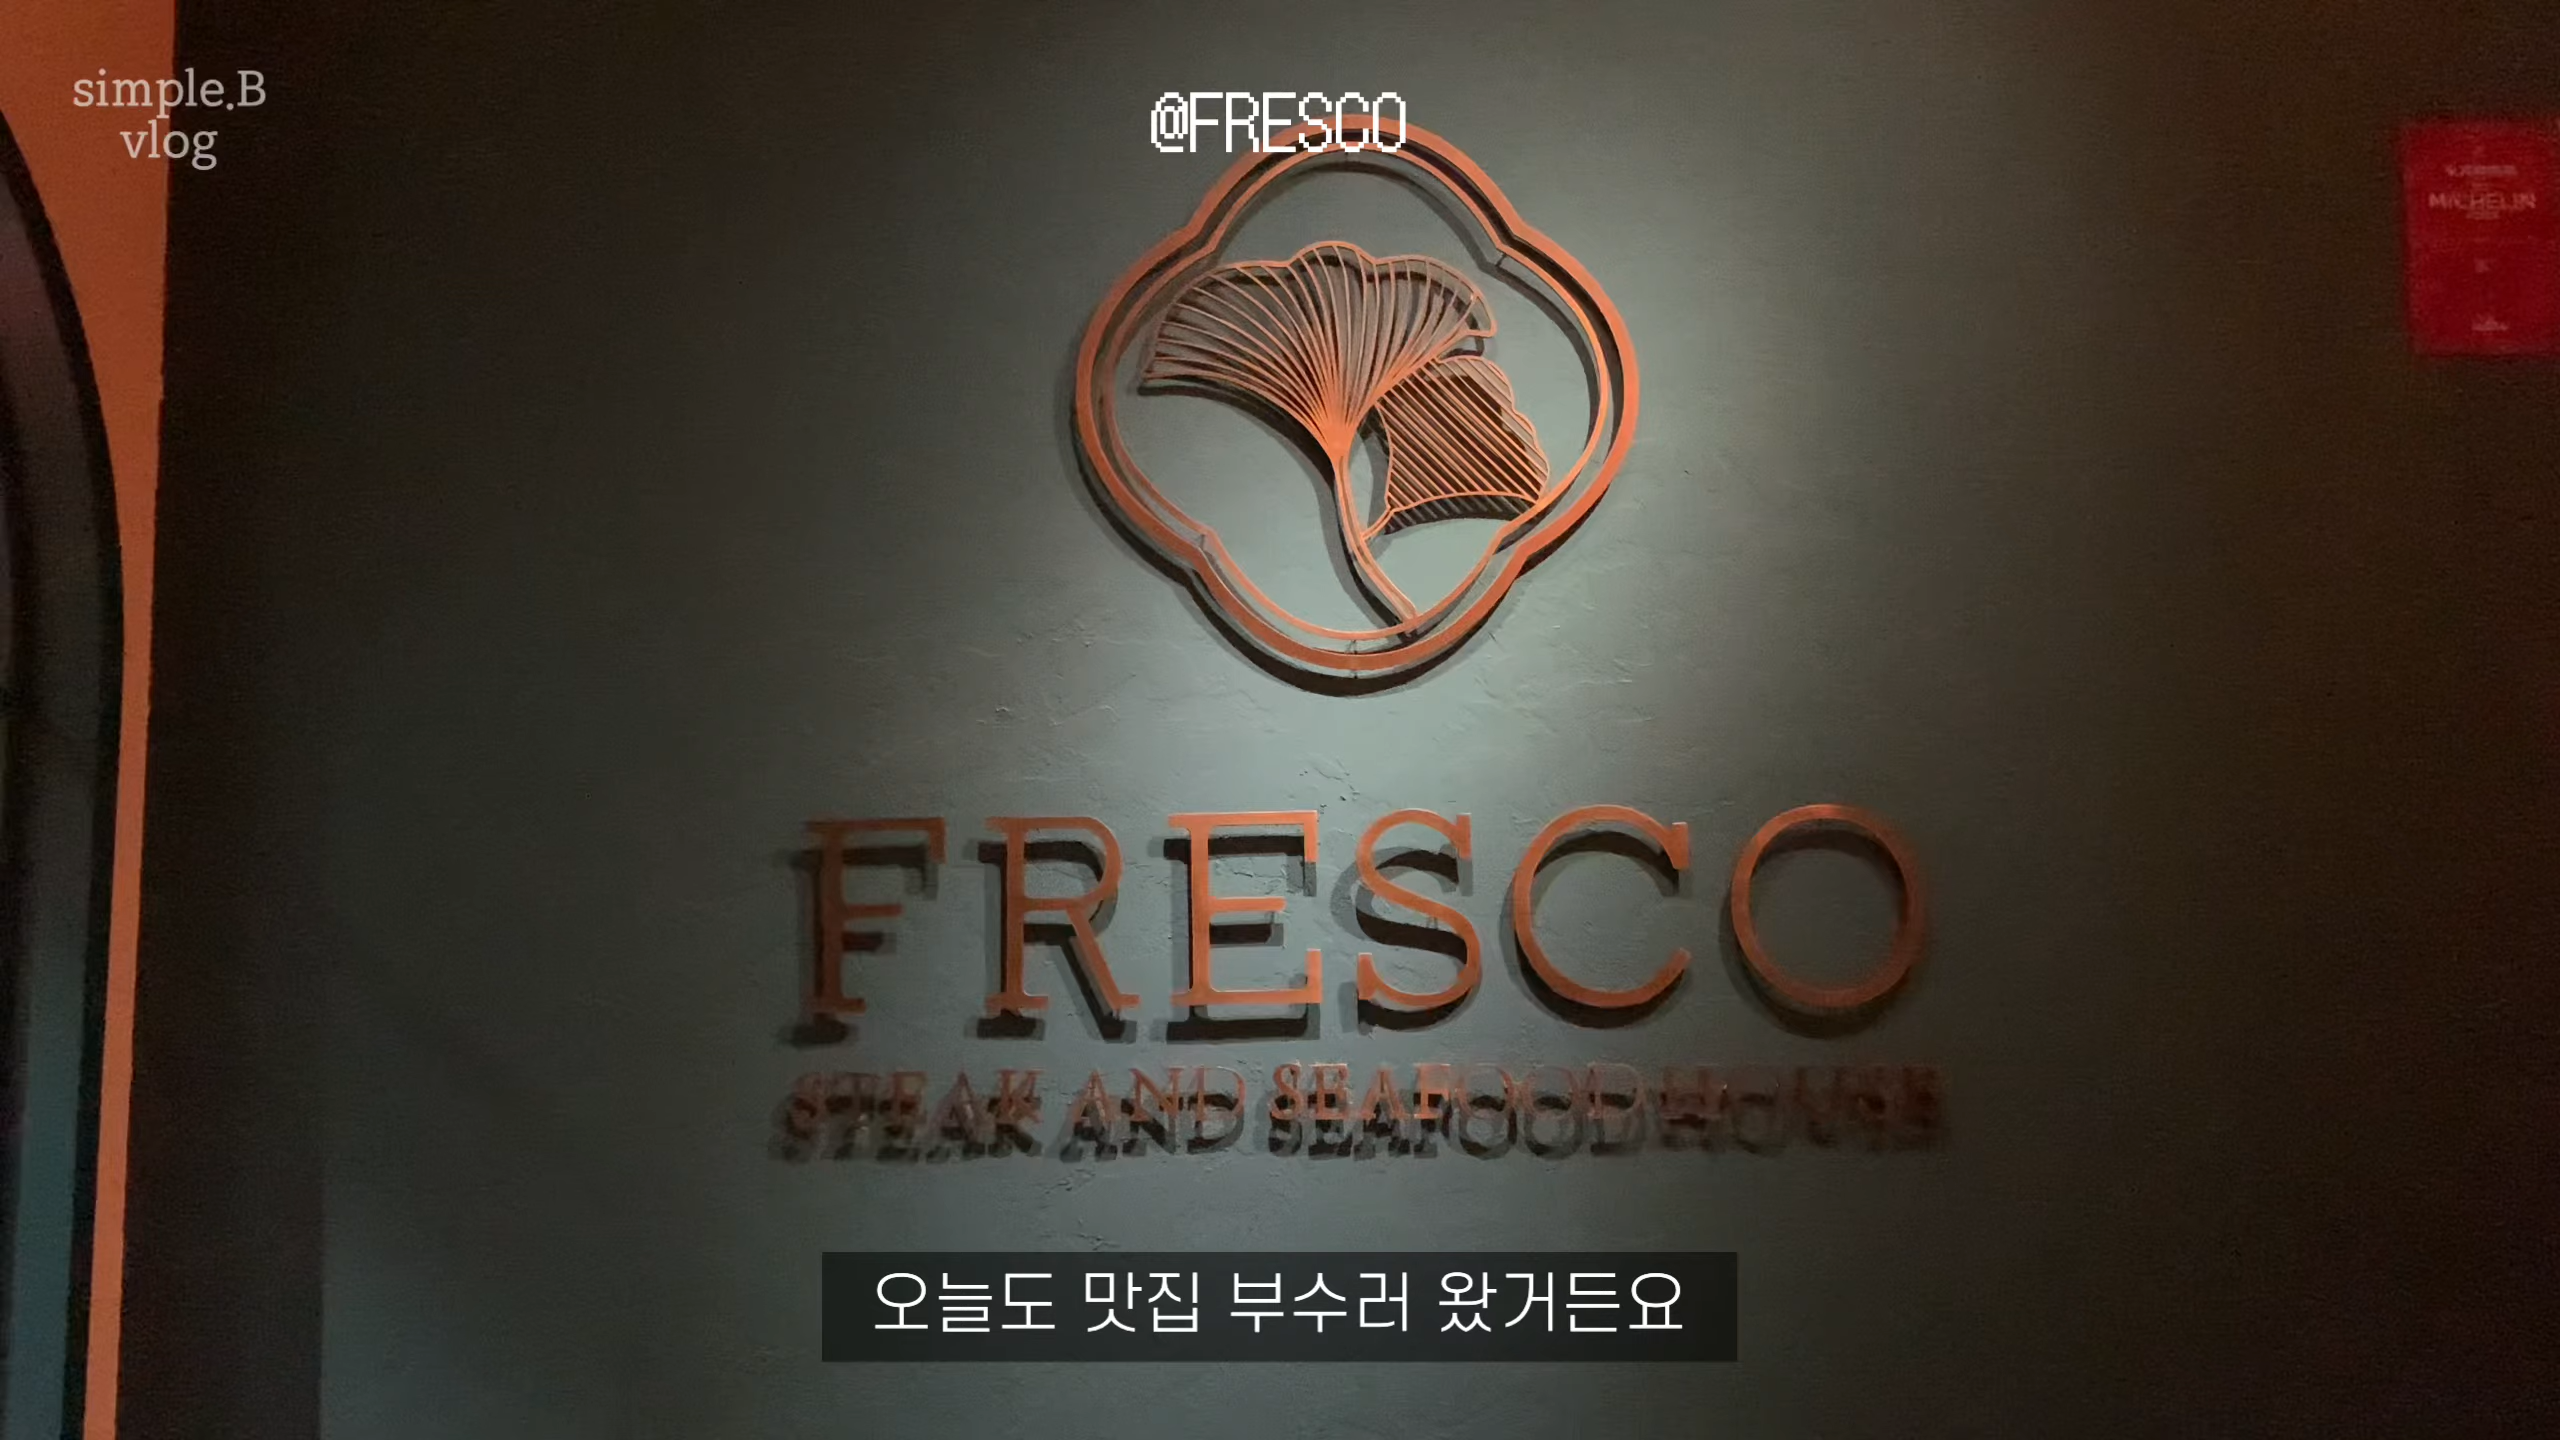 simple.B
vlog
@FRESCO
MICHELIN
FRESCO
STEAK AND SEAFOOD HOUSE
오늘도 맛집 부수러 왔거든요